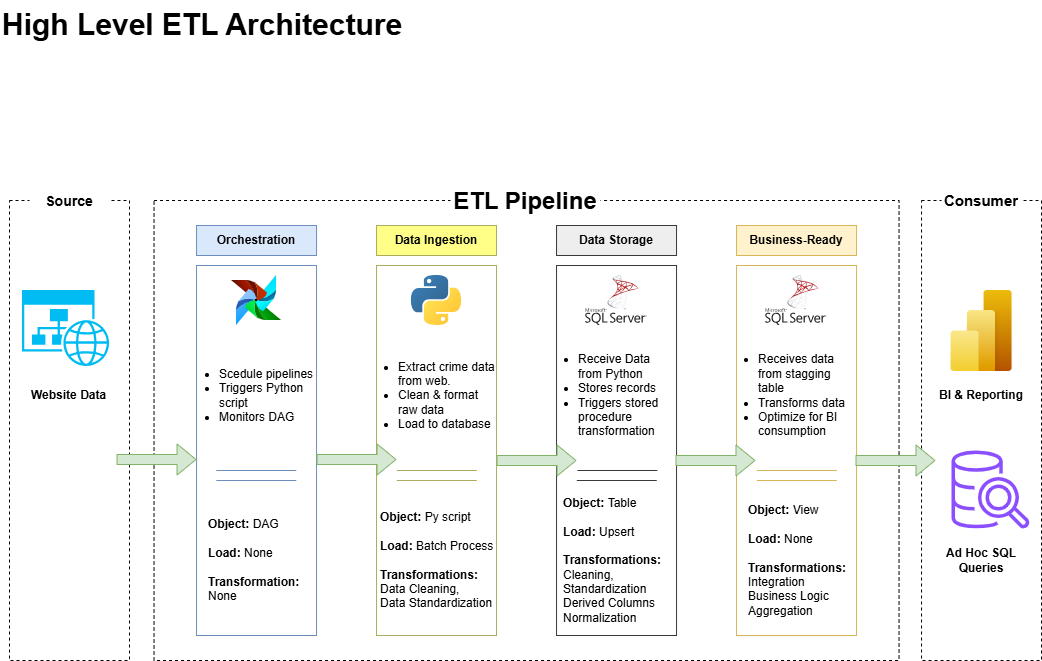 High Level ETL Architecture
Source
ETL Pipeline
Consumer
Website Data
Orchestration
Scedule pipelines
Triggers Python
script
Monitors DAG
Object: DAG
Load: None
Transformation:
None
Data Ingestion
Extract crime data
from web.
Clean & format
raw data
Load to database
Object: Py script
Load: Batch Process
Transformations:
Data Cleaning,
Data Standardization
Data Storage
Microsoft
SQL Server
Receive Data
from Python
Stores records
Triggers stored
procedure
transformation
Object: Table
Load: Upsert
Transformations:
Cleaning,
Standardization
Derived Columns
Normalization
Business-Ready
Microsoft
SQL Server
Receives data
from stagging
table
Transforms data
Optimize for BI
consumption
Object: View
Load: None
Transformations:
Integration
Business Logic
Aggregation
BI & Reporting
Ad Hoc SQL
Queries